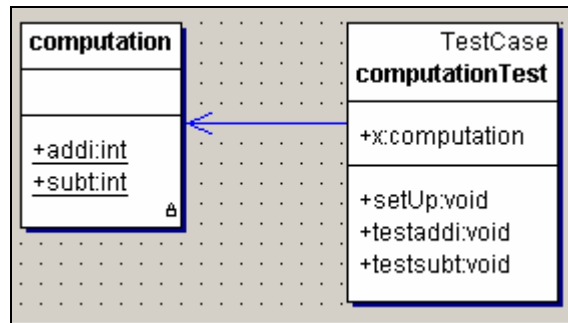 computation
+addi:int
+subt:int
TestCase
computationTest
+x:computation
+setUp:void
+testaddi:void
+testsubt:void